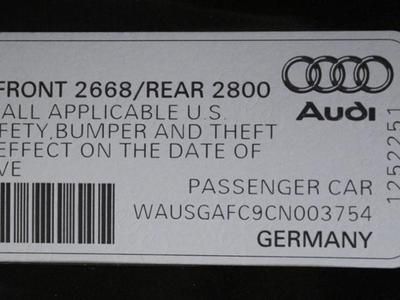 FRONT 2668/REAR 2800
ALL APPLICABLE U.S.
FETY,BUMPER AND THEFT
EFFECT ON THE DATE OF
VE
Audi
PASSENGER CAR
WAUSGAFC9CN003754
GERMANY
1252251